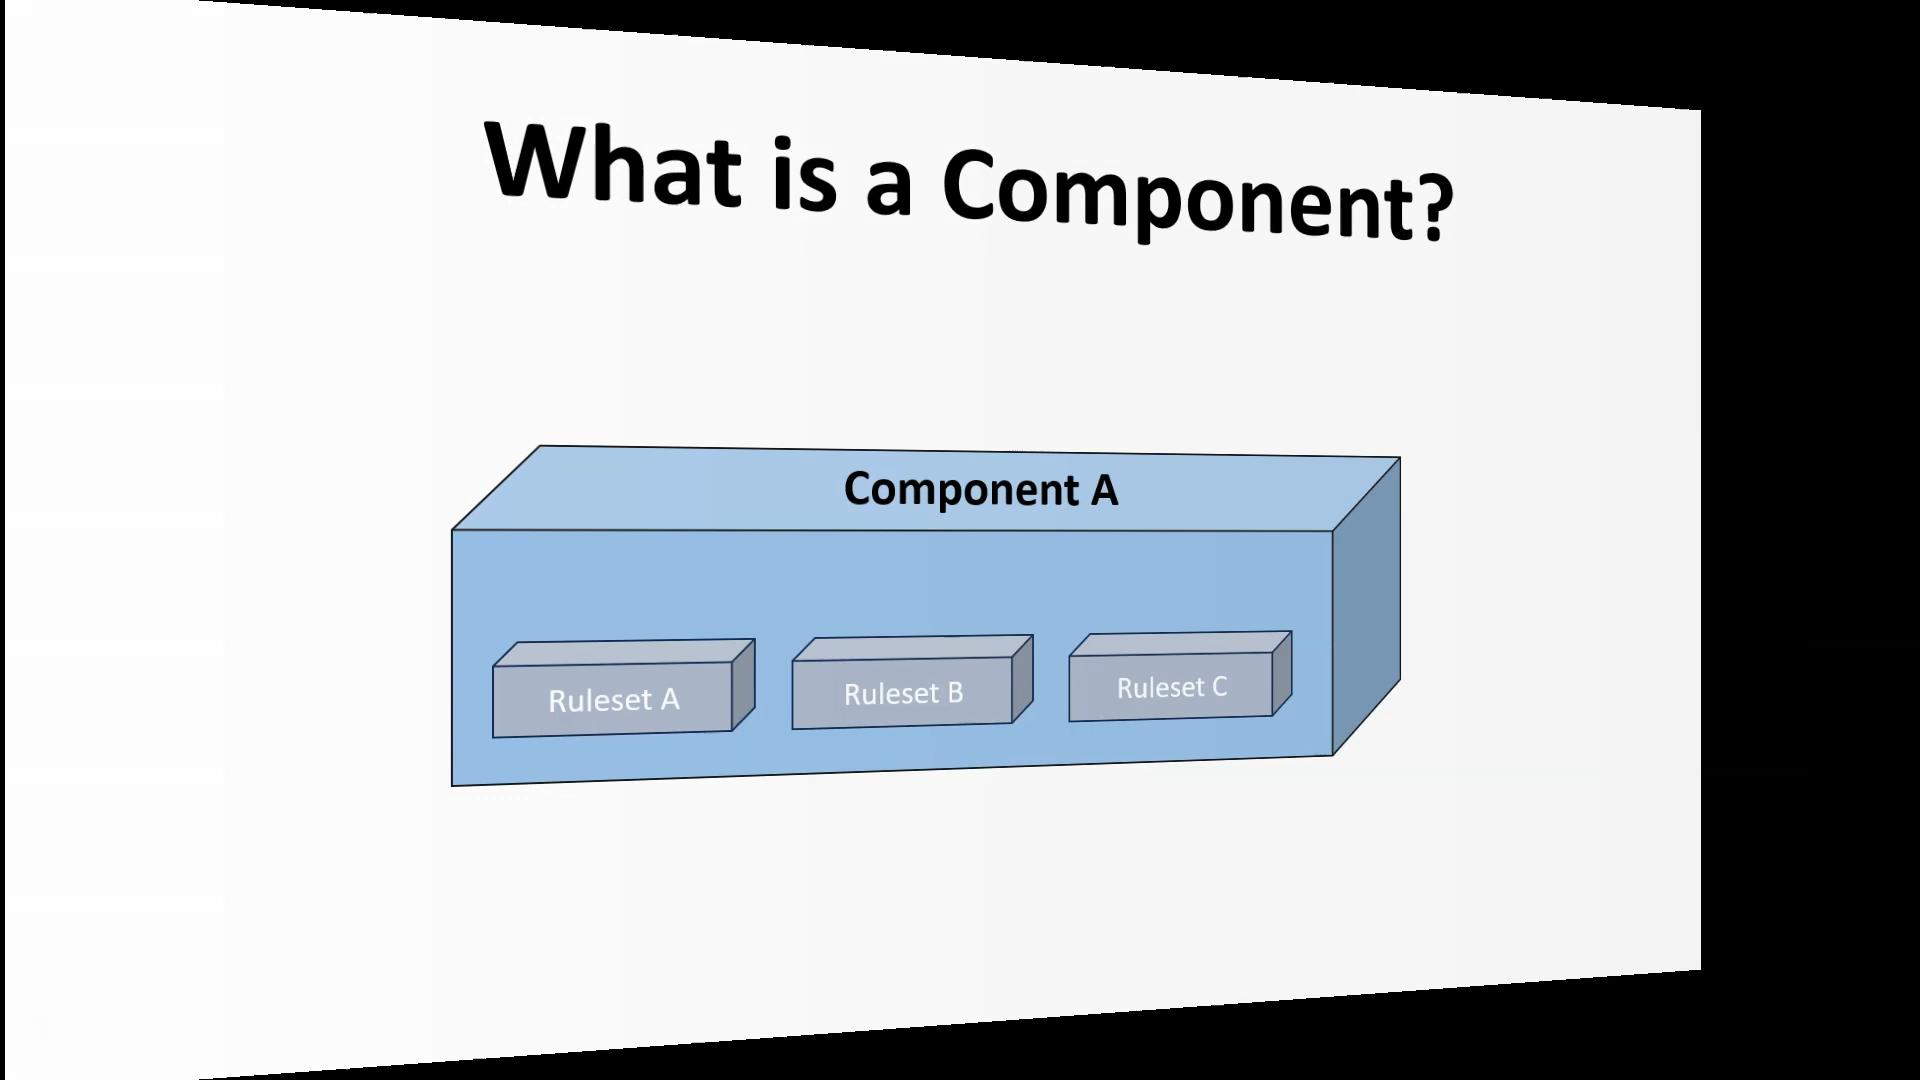 What is a Component?
Component A
Ruleset A
Ruleset B
Ruleset C